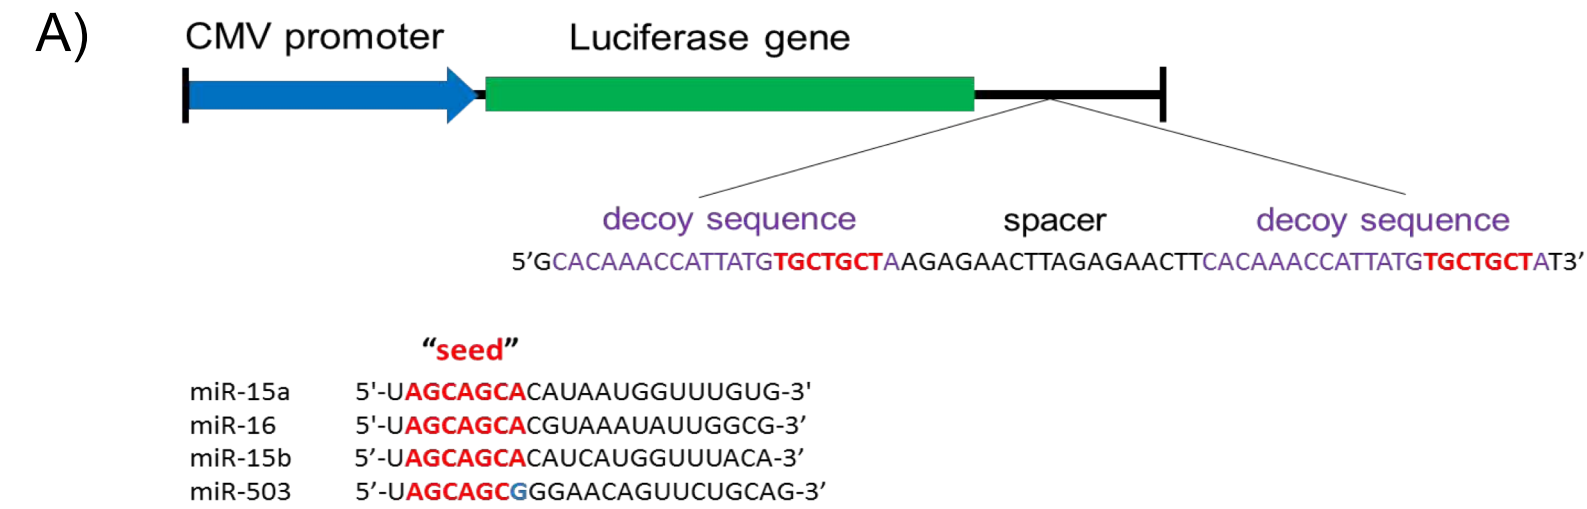 A)
CMV promoter Luciferase gene
decoy sequence spacer decoy sequence
5’GCACAAACCATTATGTGCTGCTAAGAGAACTTAGAGAACTTCACAAACCATTATGTGCTGCTAT3’
“seed”
miR-15a 5'-UAGCAGCACAUAAUGGUUUGUG-3'
miR-16 5'-UAGCAGCACGUAAAUAUUGGCG-3’
miR-15b 5’-UAGCAGCACAUCAUGGUUUACA-3’
miR-503 5’-UAGCAGCGGGAACAGUUCUGCAG-3’